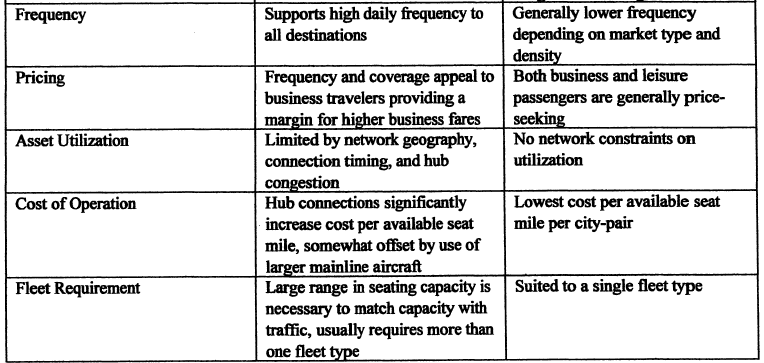 Frequency
Supports high daily frequency to
all destinations
Generally lower frequency
depending on market type and
density
Pricing
Frequency and coverage appeal to
business travelers providing a
margin for higher business fares
Both business and leisure
passengers are generally price-
seeking
Asset Utilization
Limited by network geography,
connection timing, and hub
congestion
No network constraints on
utilization
Cost of Operation
Hub connections significantly
increase cost per available seat
mile, somewhat offset by use of
larger mainline aircraft
Lowest cost per available seat
mile per city-pair
Fleet Requirement
Large range in seating capacity is
necessary to match capacity with
traffic, usually requires more than
one fleet type
Suited to a single fleet type